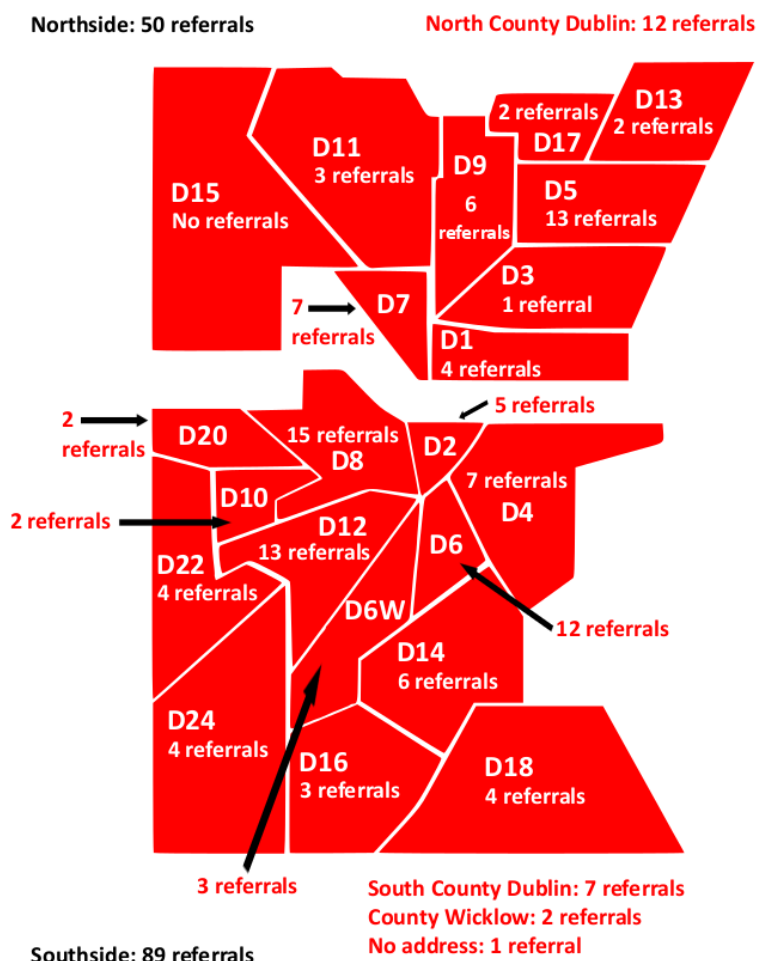 Northside: 50 referrals
North County Dublin: 12 referrals
D13
2 referrals
2 referrals
D17
D11
3 referrals
D9
6
referrals
D15
No referrals
D5
13 referrals
D3
1 referral
7
referrals
D7
D1
4 referrals
5 referrals
2
referrals
D20
15 referrals
D8
D2
7 referrals
D4
D10
2 referrals
D12
13 referrals
D6
D22
4 referrals
D6W
12 referrals
D14
6 referrals
D24
4 referrals
D16
3 referrals
D18
4 referrals
3 referrals
South County Dublin: 7 referrals
County Wicklow: 2 referrals
No address: 1 referral
Southside: 89 referrals